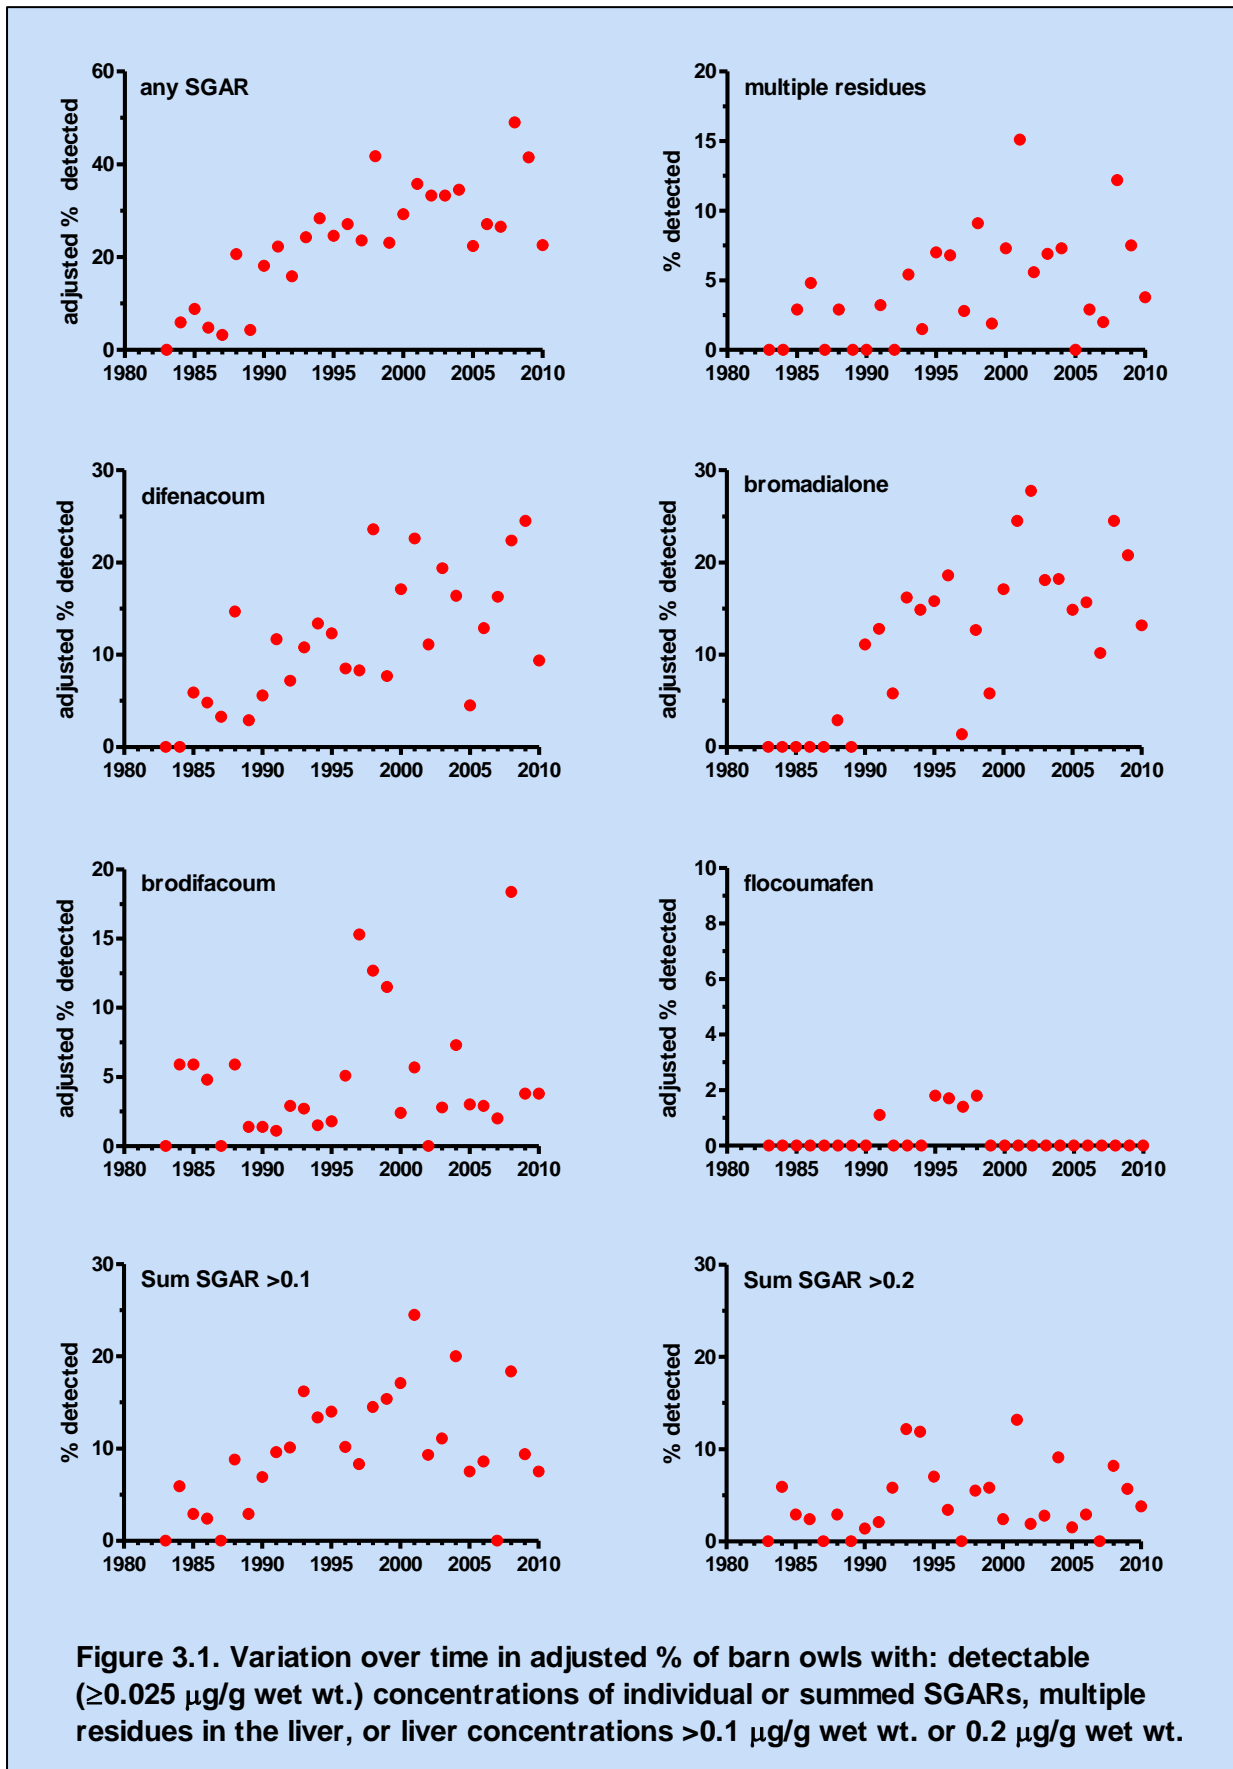 any SGAR
adjusted % detected
60
40
20
0
1980 1985 1990 1995 2000 2005 2010
multiple residues
% detected
20
15
10
5
0
1980 1985 1990 1995 2000 2005 2010
difenacoum
adjusted % detected
30
20
10
0
1980 1985 1990 1995 2000 2005 2010
bromadialone
adjusted % detected
30
20
10
0
1980 1985 1990 1995 2000 2005 2010
brodifacoum
adjusted % detected
20
15
10
5
0
1980 1985 1990 1995 2000 2005 2010
flocoumafen
adjusted % detected
10
8
6
4
2
0
1980 1985 1990 1995 2000 2005 2010
Sum SGAR >0.1
% detected
30
20
10
0
1980 1985 1990 1995 2000 2005 2010
Sum SGAR >0.2
% detected
30
20
10
0
1980 1985 1990 1995 2000 2005 2010
Figure 3.1. Variation over time in adjusted % of barn owls with: detectable
(≥0.025 μg/g wet wt.) concentrations of individual or summed SGARs, multiple
residues in the liver, or liver concentrations >0.1 μg/g wet wt. or 0.2 μg/g wet wt.